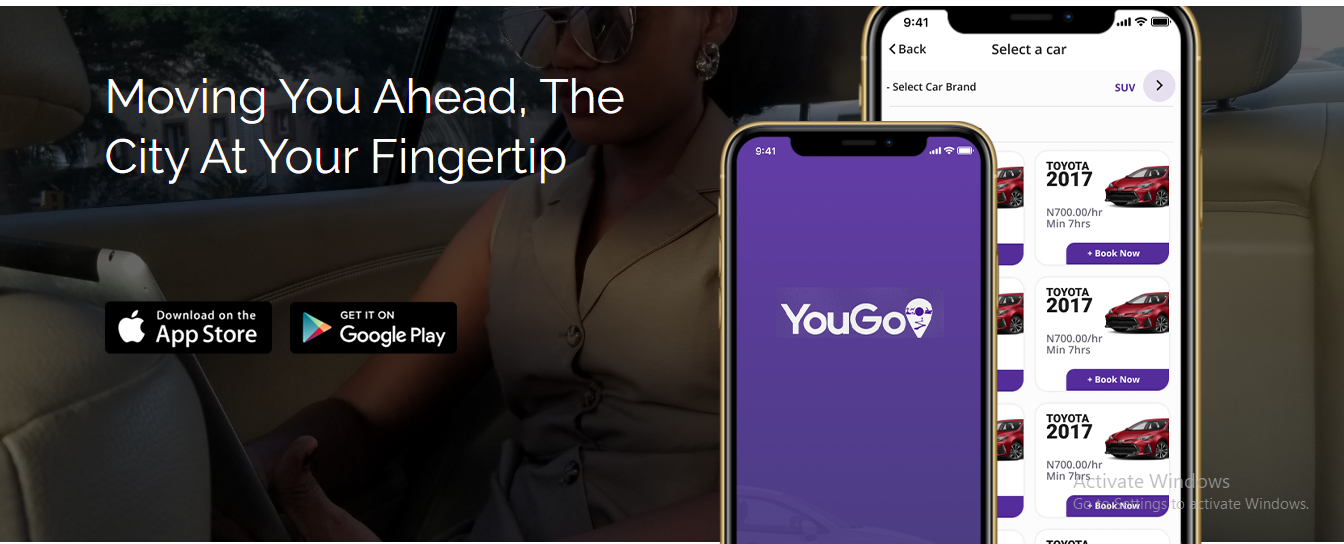 Moving You Ahead, The
City At Your Fingertip
Download on the
App Store
GET IT ON
Google Play
9:41
YouGo
9:41
Back
Select a car
- Select Car Brand
SUV
TOYOTA
2017
N700.00/hr
Min 7hrs
+ Book Now
TOYOTA
2017
N700.00/hr
Min 7hrs
+ Book Now
TOYOTA
2017
N700.00/hr
Min 7hrs
+ Book Now
TOYOTA
Activate Windows
Go to Settings to activate Windows.